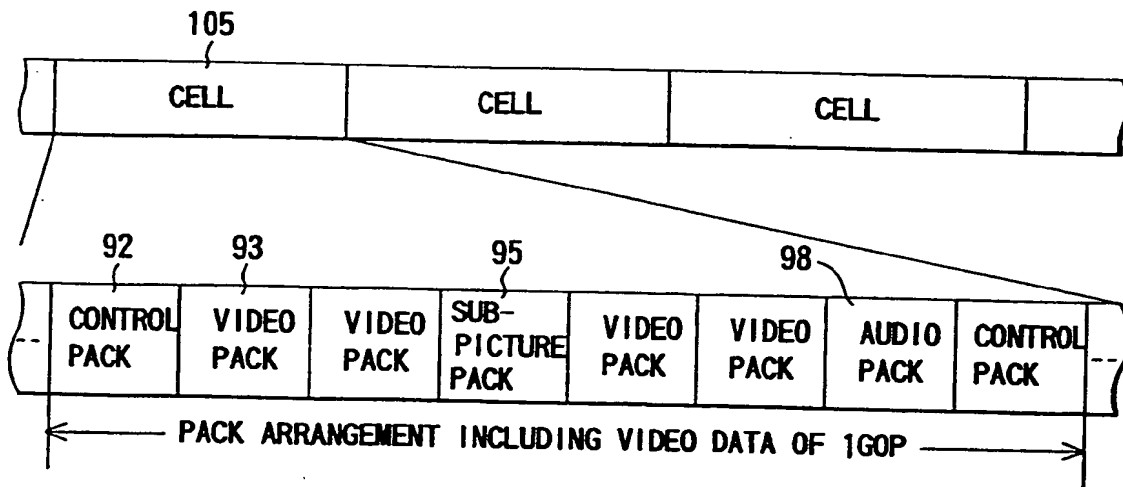 105
CELL CELL CELL
92 93 95 98
CONTROL PACK
VIDEO PACK
VIDEO PACK
SUB-
PICTURE
PACK
VIDEO PACK
VIDEO PACK
AUDIO PACK
CONTROL PACK
PACK ARRANGEMENT INCLUDING VIDEO DATA OF 1GOP